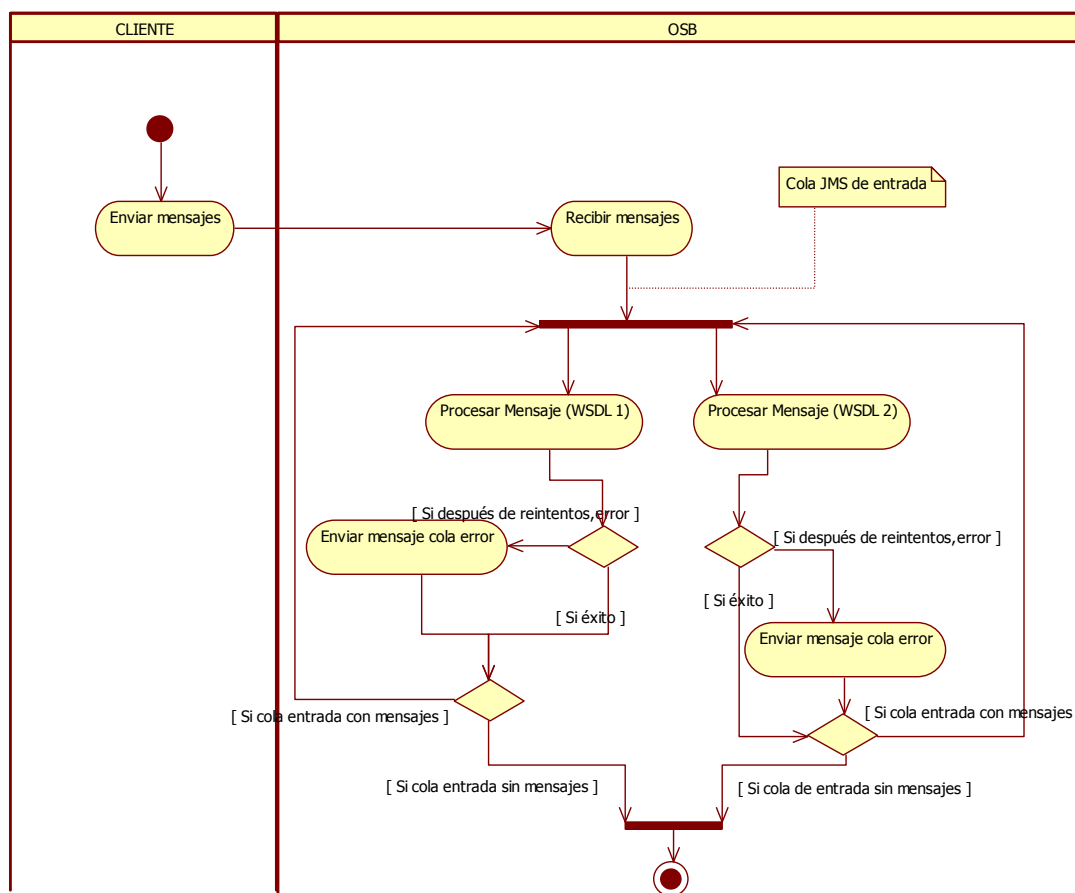 CLIENTE
OSB
Cola JMS de entrada
Enviar mensajes
Recibir mensajes
Procesar Mensaje (WSDL 1)
Procesar Mensaje (WSDL 2)
[ Si después de reintentos,error ]
Enviar mensaje cola error
[ Si después de reintentos,error ]
[ Si éxito ]
[ Si éxito ]
Enviar mensaje cola error
[ Si cola entrada con mensajes ]
[ Si cola entrada con mensajes
[ Si cola entrada sin mensajes ]
[ Si cola de entrada sin mensajes ]